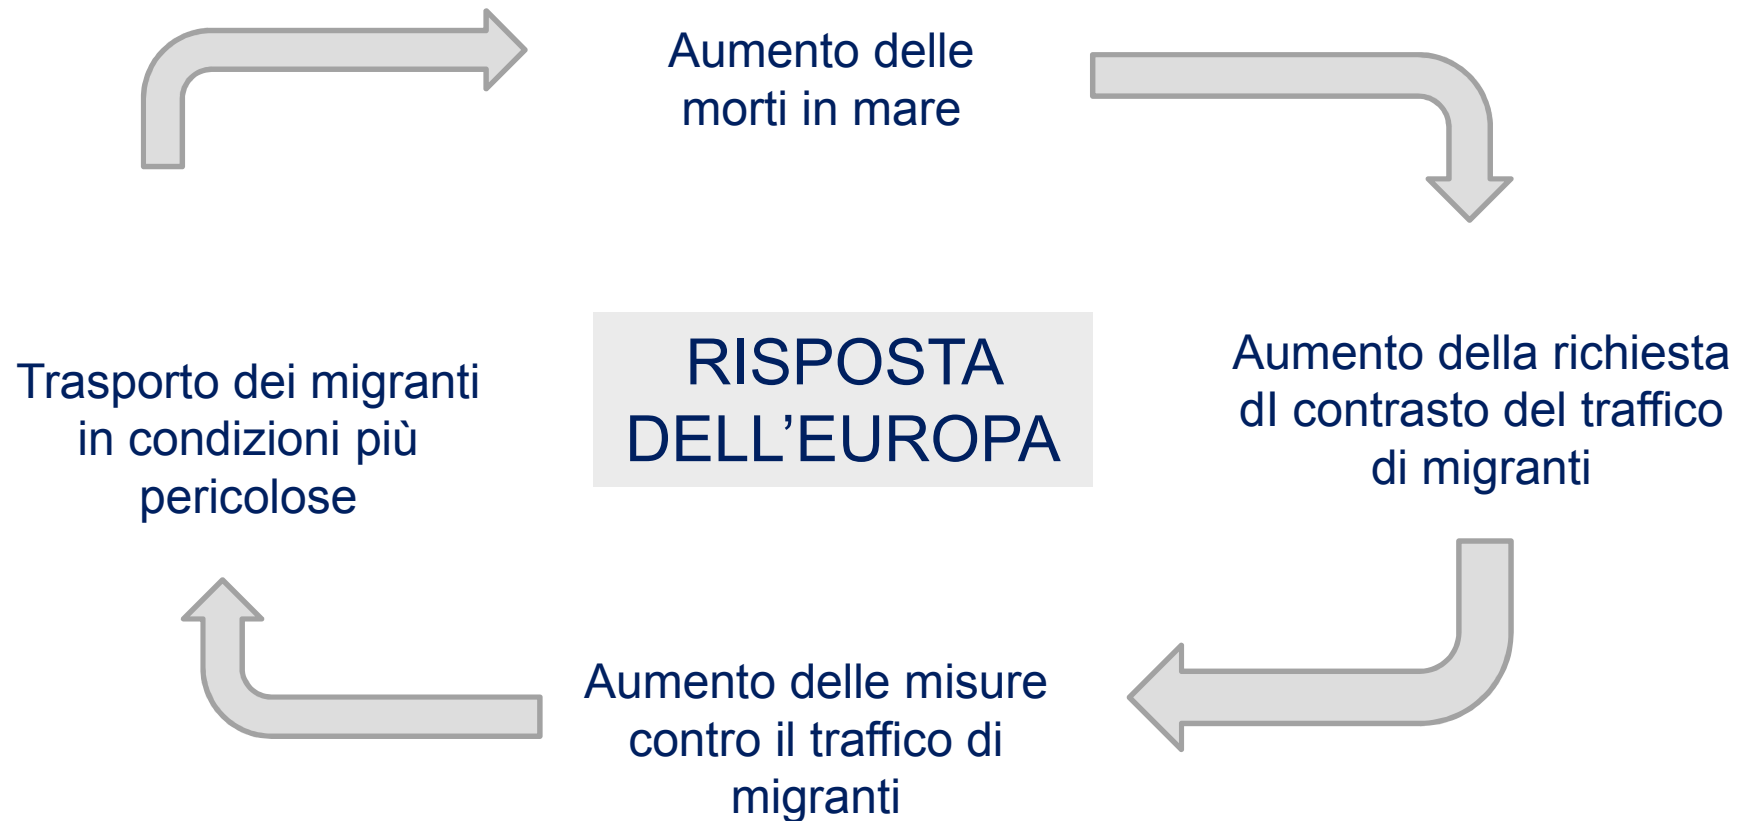 Aumento delle
morti in mare
RISPOSTA
DELL’EUROPA
Aumento della richiesta
dI contrasto del traffico
di migranti
Trasporto dei migranti
in condizioni più
pericolose
Aumento delle misure
contro il traffico di
migranti